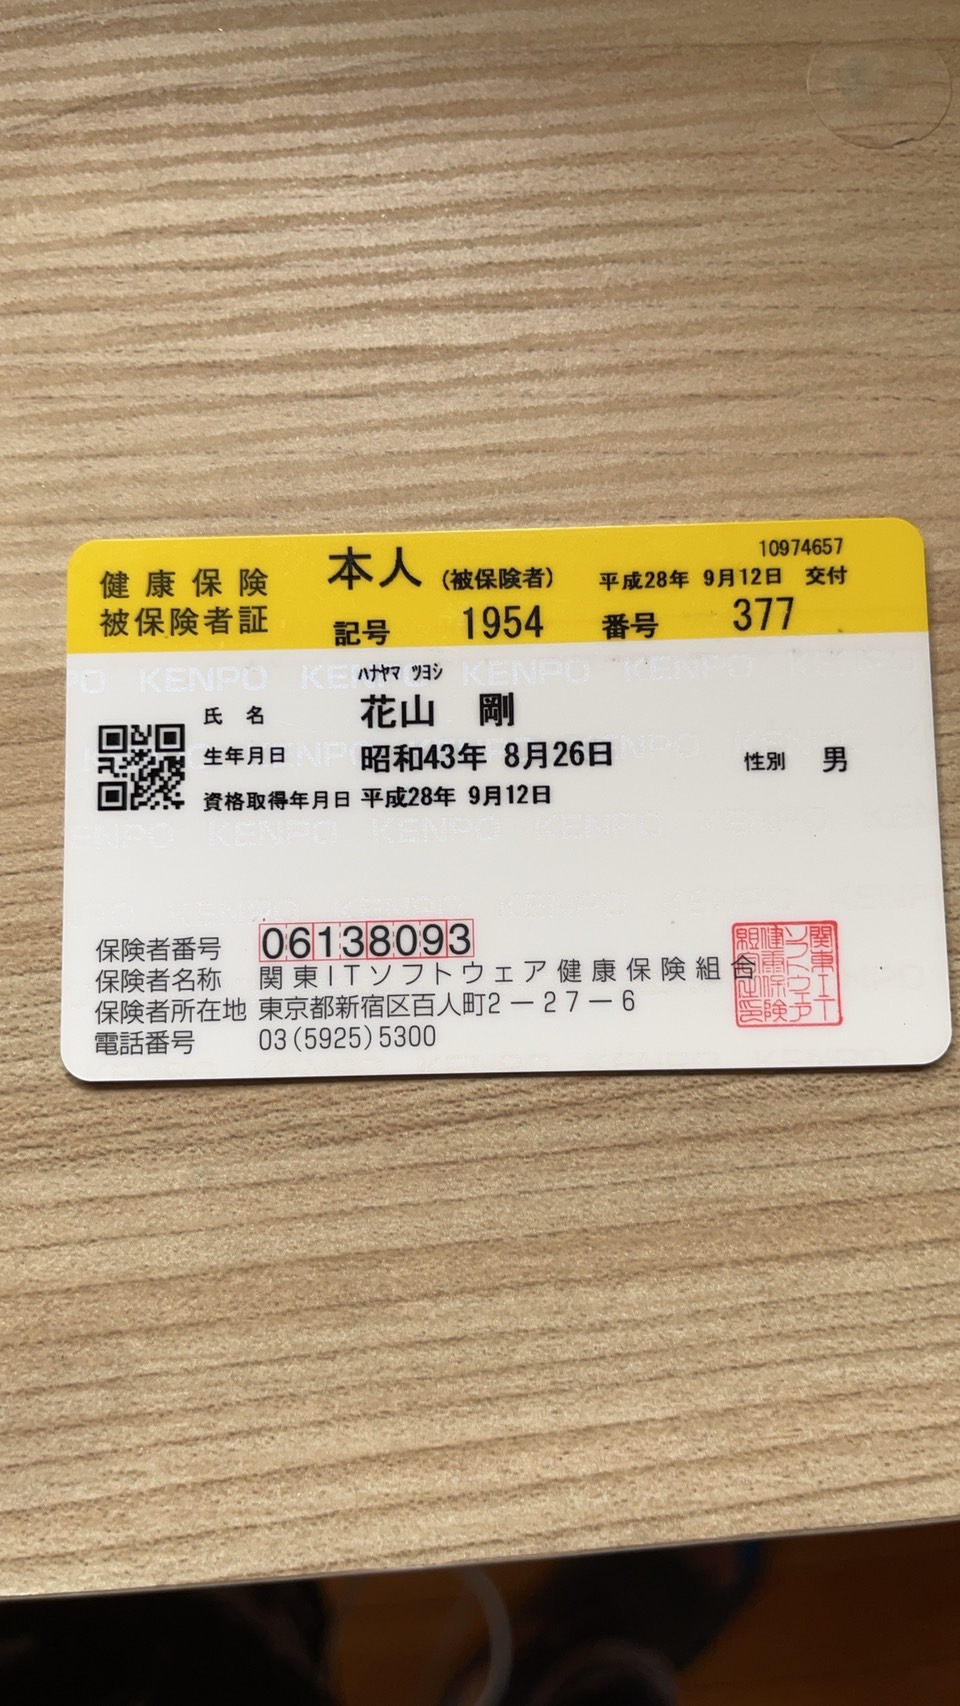 10974657
健康保険 本人 (被保険者) 平成28年 9月12日 交付
被保険者証 記号 1954 番号 377
KENPO KENPO KENPO KENPO
ハナヤマ ツヨシ
氏 名 花山 剛
生年月日 昭和43年 8月26日 性別 男
資格取得年月日 平成28年 9月12日
保険者番号 06138093
保険者名称 関東ITソフトウェア健康保険組合
保険者所在地 東京都新宿区百人町2－27－6
電話番号 03(5925)5300